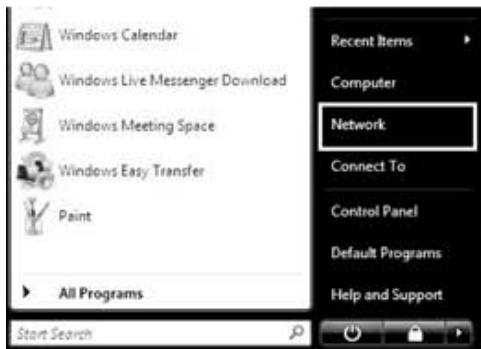 Windows Calendar
Windows Live Messenger Download
Windows Meeting Space
Windows Easy Transfer
Paint
All Programs
Start Search
Recent Items
Computer
Network
Connect To
Control Panel
Default Programs
Help and Support